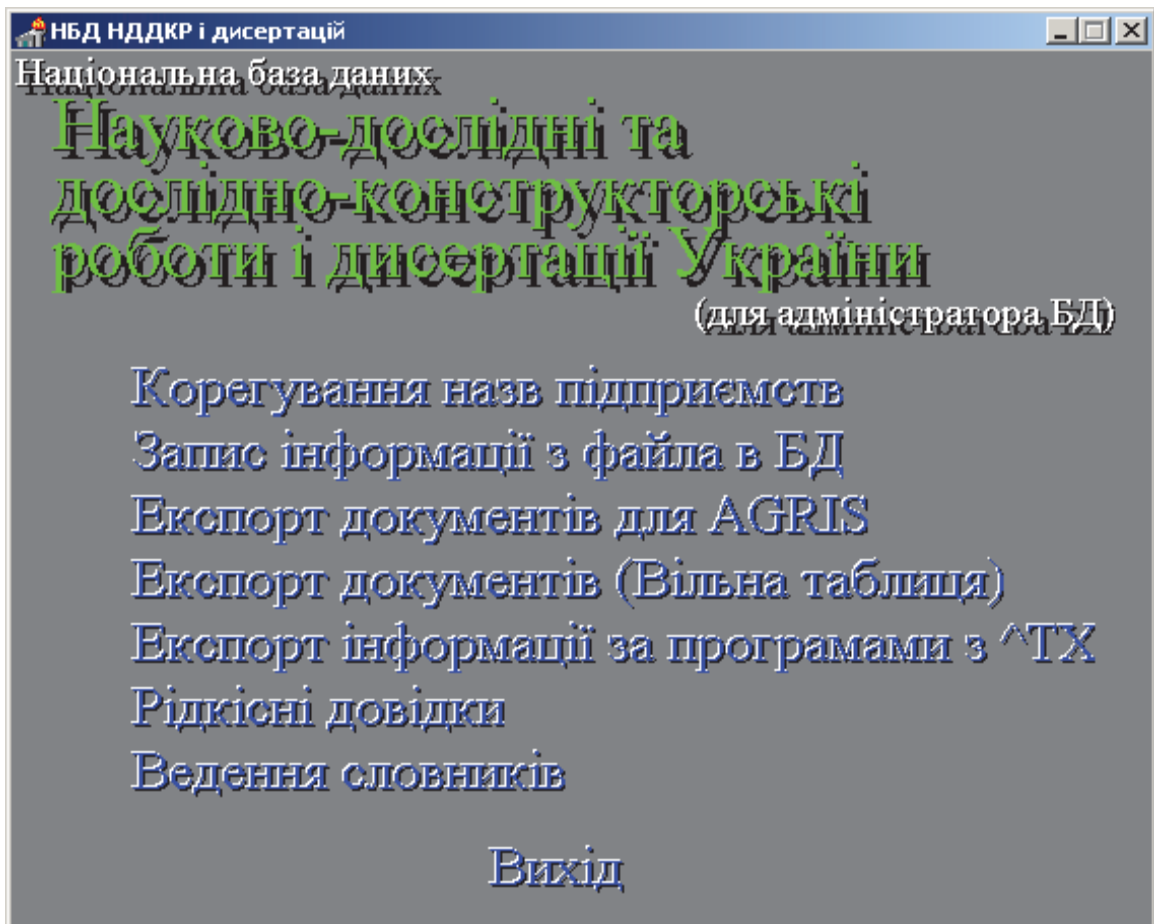 НБД НДДКР і дисертацій
Національна база даних
Науково-дослідні та
дослідно-конструкторські
роботи і дисертації України
(для адміністратора БД)
Корегування назв підприємств
Запис інформації з файла в БД
Експорт документів для AGRIS
Експорт документів (Вільна таблиця)
Експорт інформації за програмами з ^TX
Рідкісні довідки
Ведення словників
Вихід